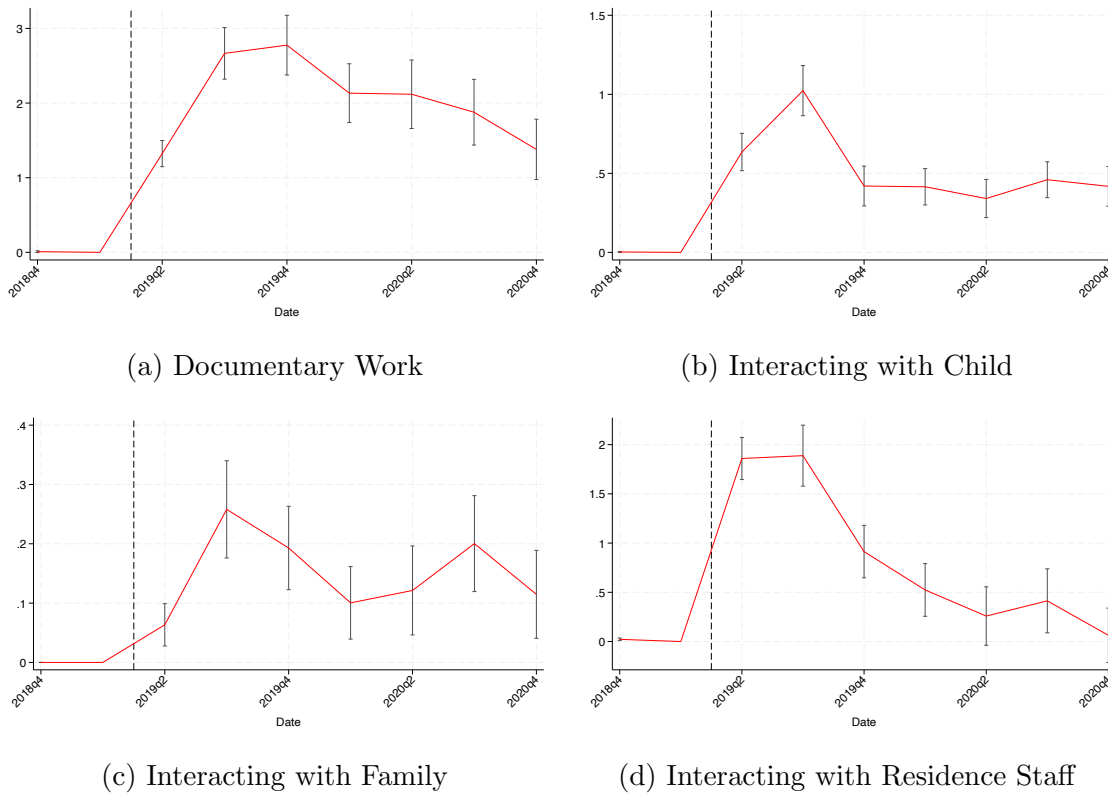 3
2
1
0
2018q4
2019q2
2019q4
2020q2
2020q4
Date
(a) Documentary Work
1.5
1
.5
0
2018q4
2019q2
2019q4
2020q2
2020q4
Date
(b) Interacting with Child
.4
.3
.2
.1
0
2018q4
2019q2
2019q4
2020q2
2020q4
Date
(c) Interacting with Family
2
1.5
1
.5
0
2018q4
2019q2
2019q4
2020q2
2020q4
Date
(d) Interacting with Residence Staff